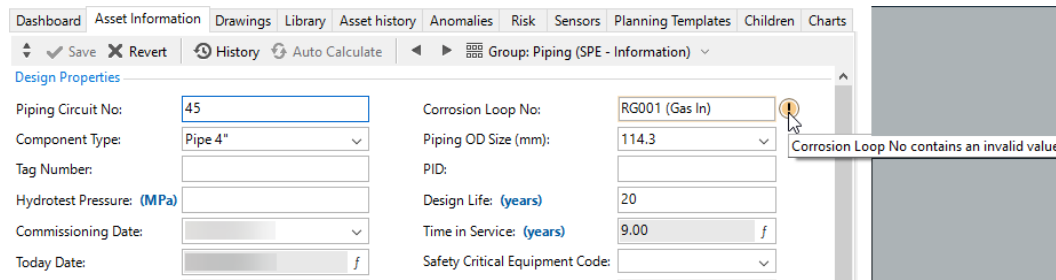 Dashboard Asset Information Drawings Library Asset history Anomalies Risk Sensors Planning Templates Children Charts
Save Revert History Auto Calculate Group: Piping (SPE - Information)
Design Properties
Piping Circuit No: 45 Corrosion Loop No: RG001 (Gas In)
Component Type: Pipe 4" Piping OD Size (mm): 114.3
Corrosion Loop No contains an invalid value
Tag Number: PID:
Hydrotest Pressure: (MPa) Design Life: (years) 20
Commissioning Date: Time in Service: (years) 9.00 f
Today Date: f Safety Critical Equipment Code: